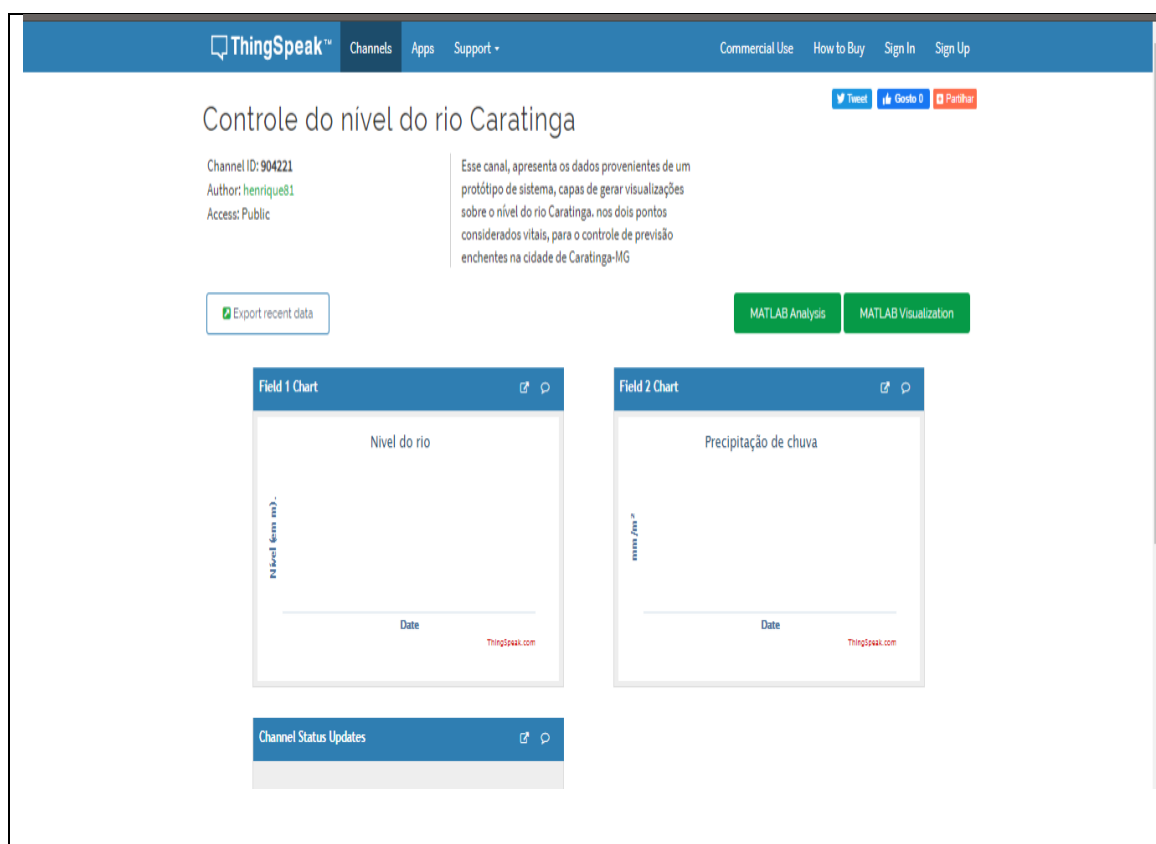 ThingSpeak™ Channels Apps Support Commercial Use How to Buy Sign In Sign Up
Tweet Gosto 0 Partilhar
Controle do nível do rio Caratinga
Channel ID: 904221
Author: henrique81
Access: Public
Esse canal, apresenta os dados provenientes de um
protótipo de sistema, capas de gerar visualizações
sobre o nível do rio Caratinga. nos dois pontos
considerados vitais, para o controle de previsão
enchentes na cidade de Caratinga-MG
Export recent data
MATLAB Analysis MATLAB Visualization
Field 1 Chart
Nivel do rio
Nível (em m).
Date
ThingSpeak.com
Field 2 Chart
Precipitação de chuva
mm/m²
Date
ThingSpeak.com
Channel Status Updates